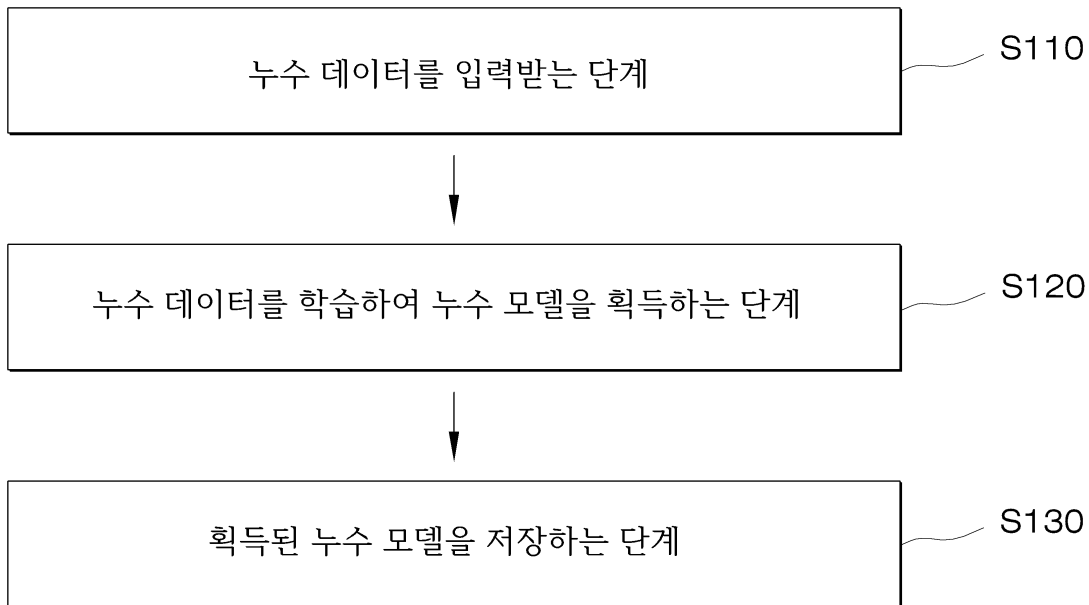 누수 데이터를 입력받는 단계
S110
누수 데이터를 학습하여 누수 모델을 획득하는 단계
S120
획득된 누수 모델을 저장하는 단계
S130